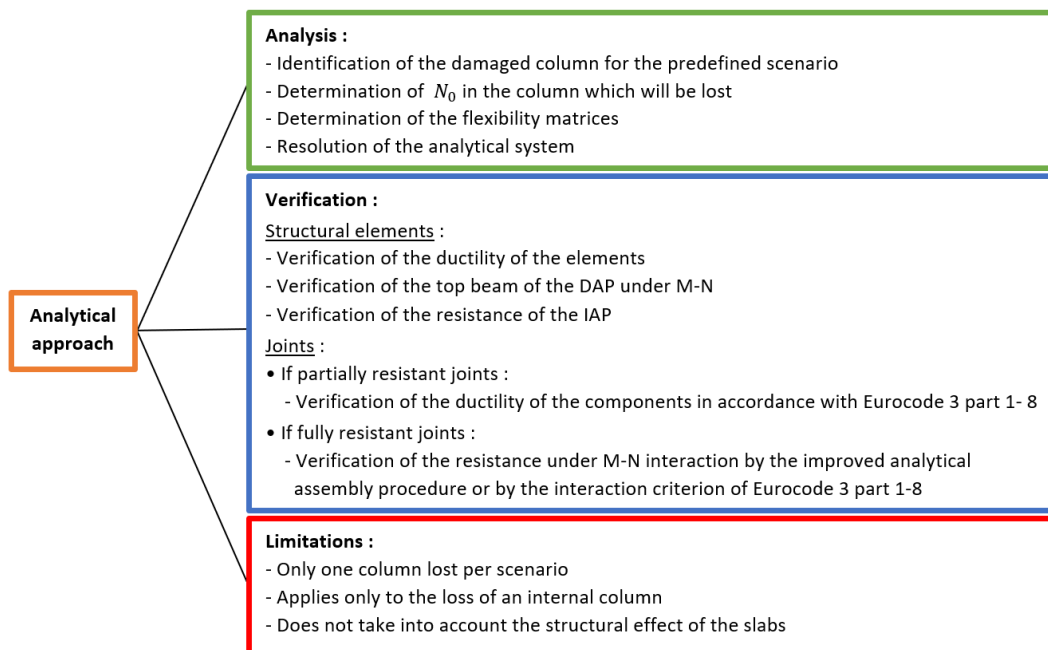 Analytical
approach
Analysis :
- Identification of the damaged column for the predefined scenario
- Determination of N₀ in the column which will be lost
- Determination of the flexibility matrices
- Resolution of the analytical system
Verification :
Structural elements :
- Verification of the ductility of the elements
- Verification of the top beam of the DAP under M-N
- Verification of the resistance of the IAP
Joints :
• If partially resistant joints :
- Verification of the ductility of the components in accordance with Eurocode 3 part 1- 8
• If fully resistant joints :
- Verification of the resistance under M-N interaction by the improved analytical
assembly procedure or by the interaction criterion of Eurocode 3 part 1-8
Limitations :
- Only one column lost per scenario
- Applies only to the loss of an internal column
- Does not take into account the structural effect of the slabs